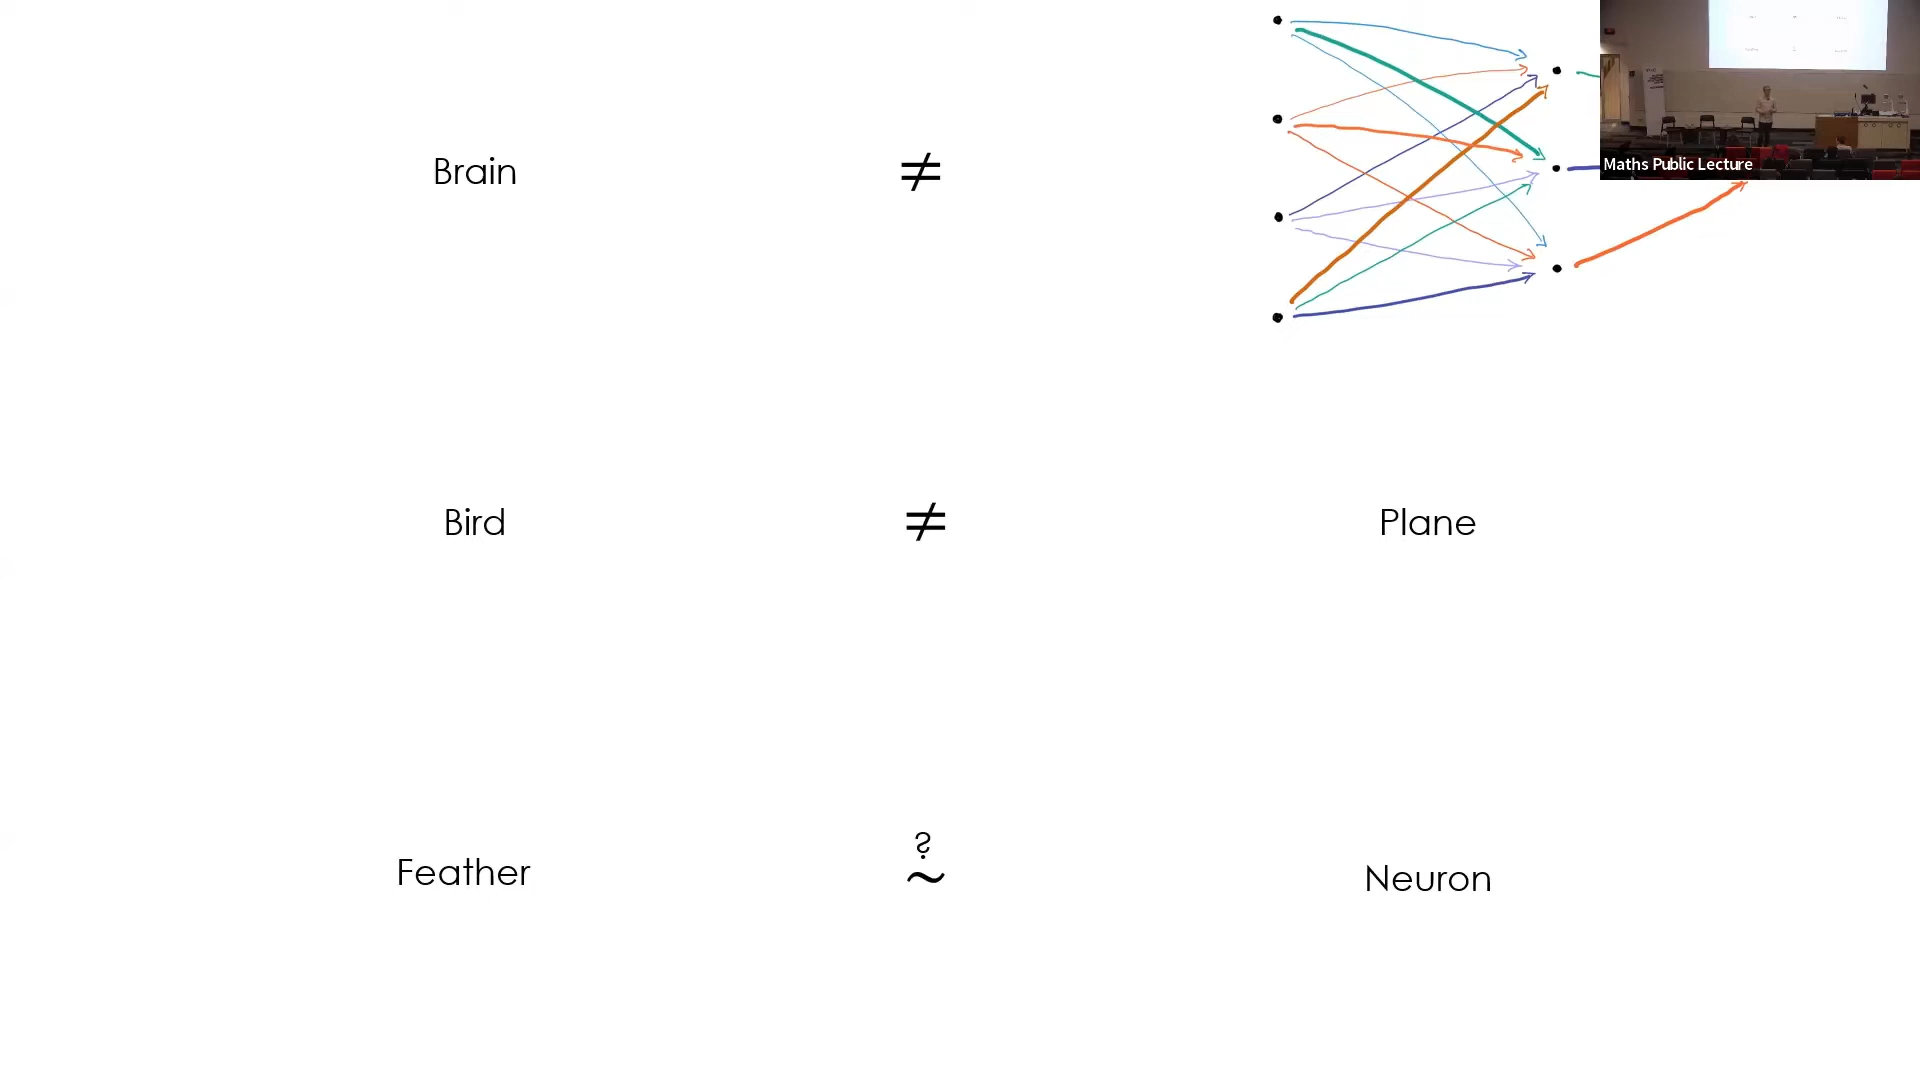 Maths Public Lecture
Brain ≠
Bird ≠ Plane
?
Feather ~ Neuron